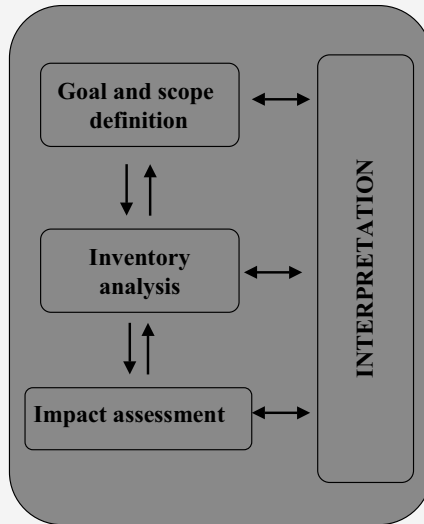 Goal and scope
definition
Inventory
analysis
Impact assessment
INTERPRETATION